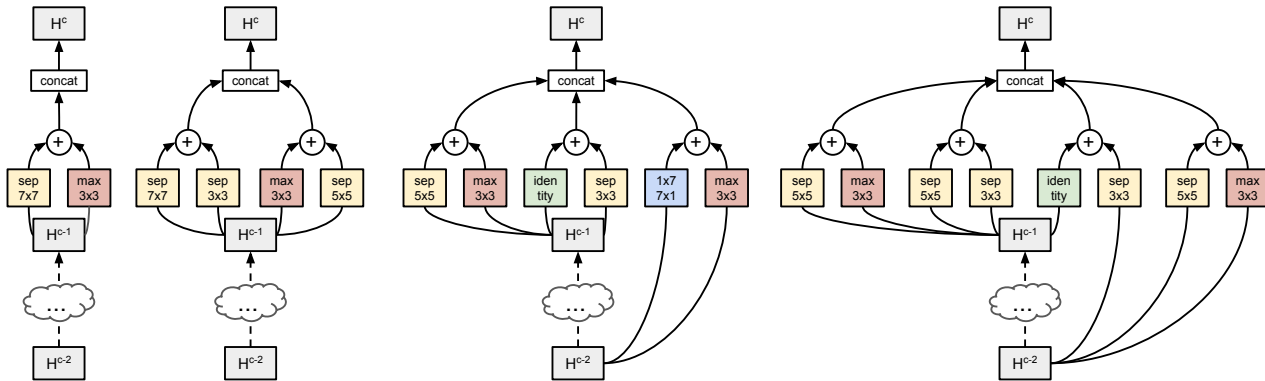 H^c H^c H^c H^c
concat concat concat concat
+ + + + + + + + + +
sep 7x7 max 3x3 sep 7x7 sep 3x3 max 3x3 sep 5x5 sep 5x5 max 3x3 iden tity sep 3x3 1x7 7x1 max 3x3 sep 5x5 max 3x3 sep 5x5 sep 3x3 iden tity sep 3x3 sep 5x5 max 3x3
H^c-1 H^c-1 H^c-1 H^c-1
... ... ... ...
H^c-2 H^c-2 H^c-2 H^c-2